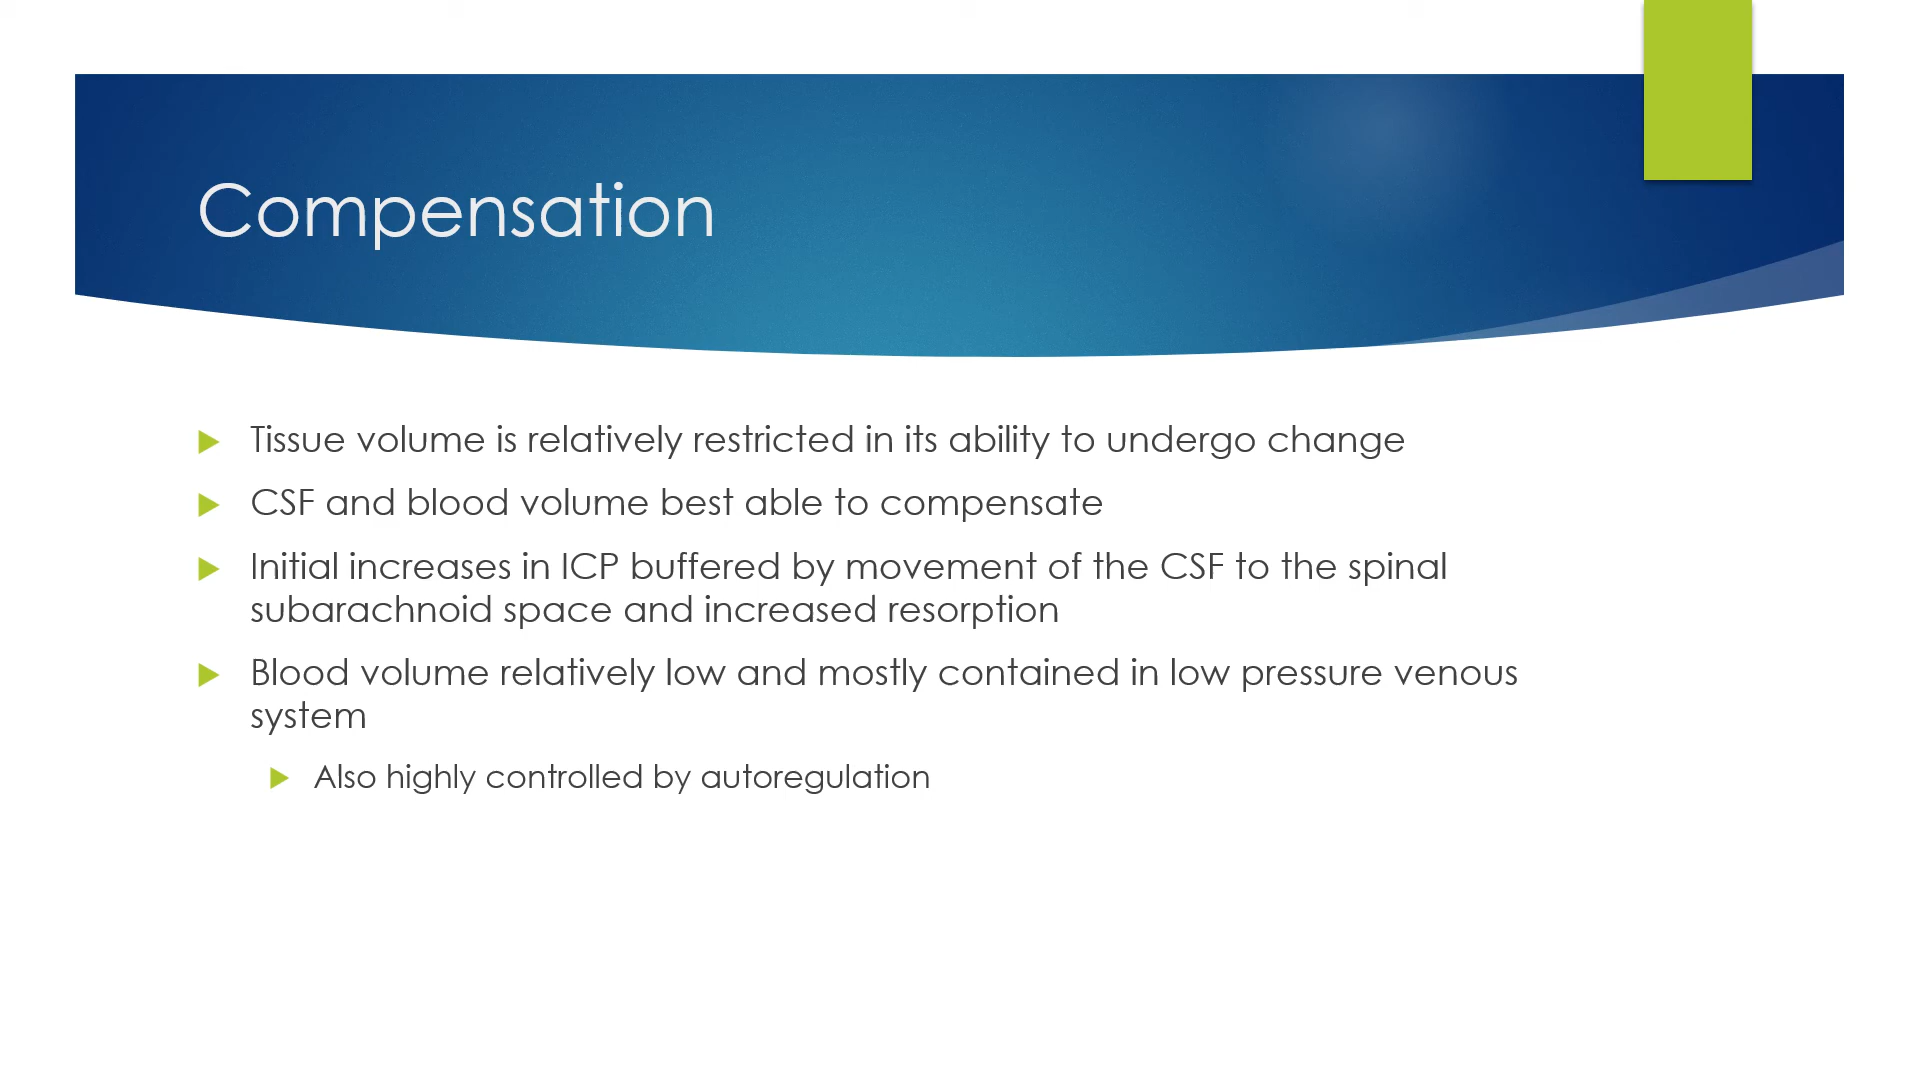 Compensation
Tissue volume is relatively restricted in its ability to undergo change
CSF and blood volume best able to compensate
Initial increases in ICP buffered by movement of the CSF to the spinal
subarachnoid space and increased resorption
Blood volume relatively low and mostly contained in low pressure venous
system
Also highly controlled by autoregulation